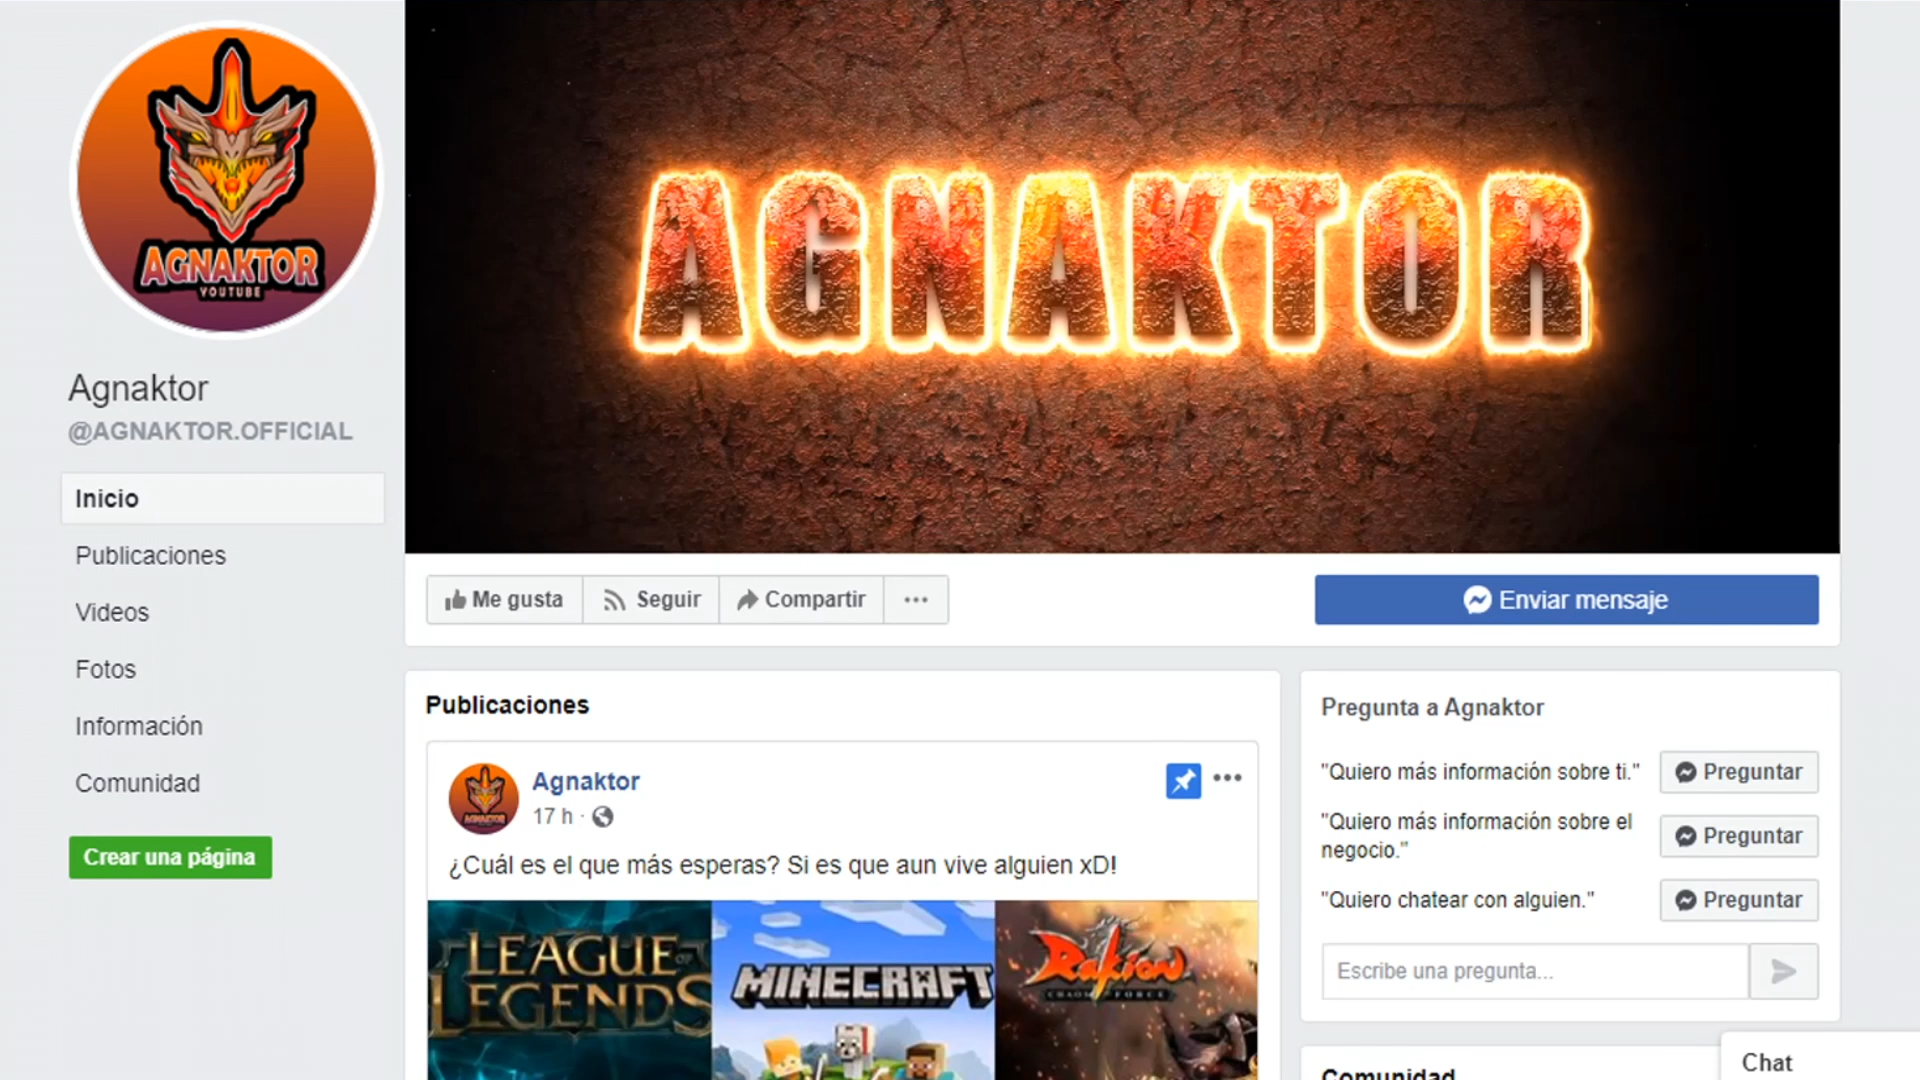 AGNAKTOR
YOUTUBE
Agnaktor
@AGNAKTOR.OFFICIAL
Inicio
Publicaciones
Videos
Fotos
Información
Comunidad
Crear una página
AGNAKTOR
Me gusta
Seguir
Compartir
Enviar mensaje
Publicaciones
AGNAKTOR
Agnaktor
17 h ·
¿Cuál es el que más esperas? Si es que aun vive alguien xD!
LEAGUE OF
LEGENDS
MINECRAFT
Rakion
CHAOS FORCE
Pregunta a Agnaktor
"Quiero más información sobre ti."
Preguntar
"Quiero más información sobre el
negocio."
Preguntar
"Quiero chatear con alguien."
Preguntar
Escribe una pregunta...
Comunidad
Chat